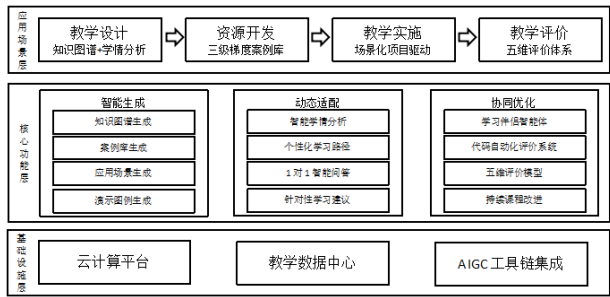 应用场景层
教学设计
知识图谱+学情分析
资源开发
三级梯度案例库
教学实施
场景化项目驱动
教学评价
五维评价体系
核心功能层
智能生成
知识图谱生成
案例库生成
应用场景生成
演示图例生成
动态适配
智能学情分析
个性化学习路径
1对1智能问答
针对性学习建议
协同优化
学习伴侣智能体
代码自动化评价系统
五维评价模型
持续课程改进
基础设施层
云计算平台
教学数据中心
AIGC工具链集成